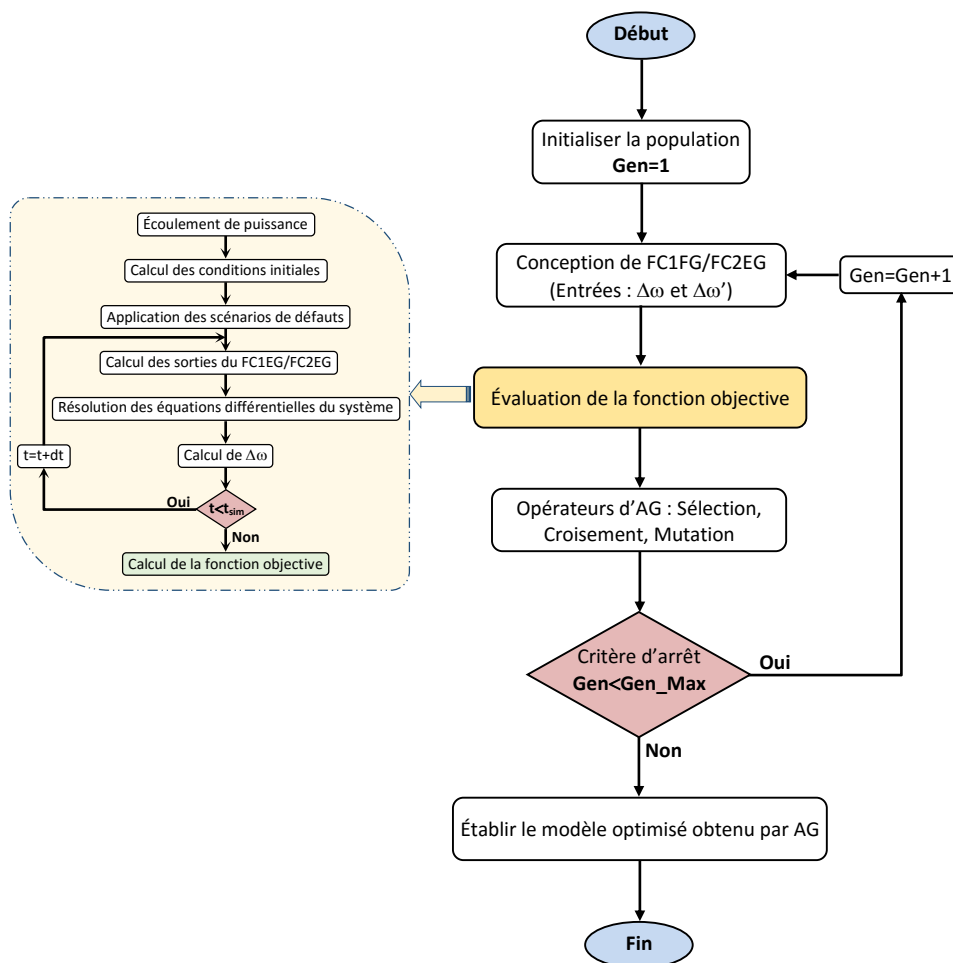 Début
Initialiser la population
Gen=1
Conception de FC1FG/FC2EG
(Entrées : Δω et Δω’)
Gen=Gen+1
Évaluation de la fonction objective
Opérateurs d’AG : Sélection,
Croisement, Mutation
Critère d’arrêt
Gen<Gen_Max
Oui
Non
Établir le modèle optimisé obtenu par AG
Fin
Écoulement de puissance
Calcul des conditions initiales
Application des scénarios de défauts
Calcul des sorties du FC1EG/FC2EG
Résolution des équations différentielles du système
Calcul de Δω
t=t+dt
Oui
t<tsim
Non
Calcul de la fonction objective